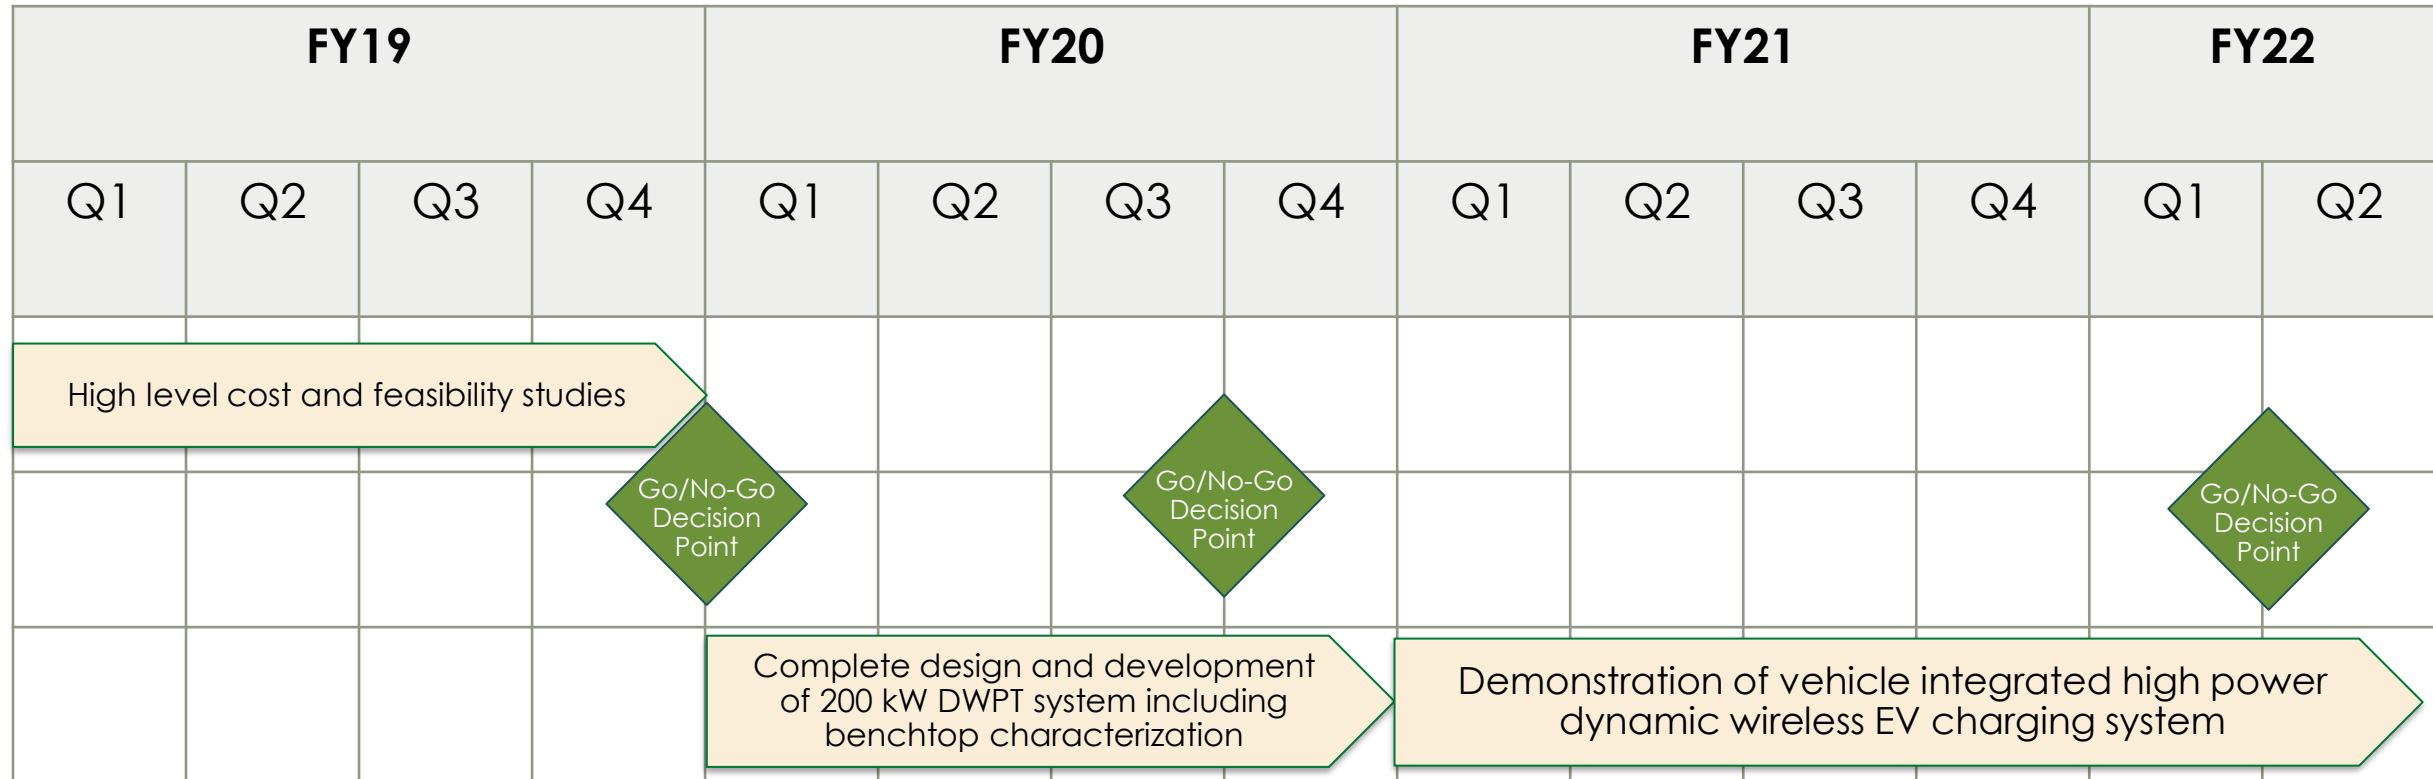 FY19 FY20 FY21 FY22
Q1 Q2 Q3 Q4 Q1 Q2 Q3 Q4 Q1 Q2 Q3 Q4 Q1 Q2
High level cost and feasibility studies
Go/No-Go
Decision
Point
Go/No-Go
Decision
Point
Go/No-Go
Decision
Point
Complete design and development
of 200 kW DWPT system including
benchtop characterization
Demonstration of vehicle integrated high power
dynamic wireless EV charging system